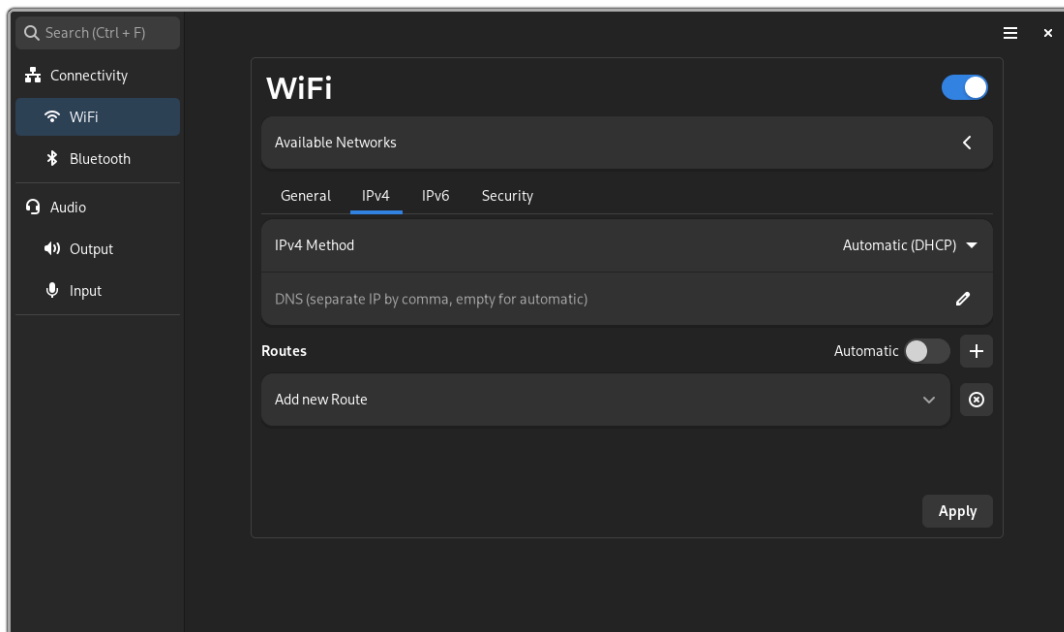 Search (Ctrl + F)
Connectivity
WiFi
Bluetooth
Audio
Output
Input
WiFi
Available Networks
General IPv4 IPv6 Security
IPv4 Method Automatic (DHCP)
DNS (separate IP by comma, empty for automatic)
Routes Automatic
Add new Route
Apply